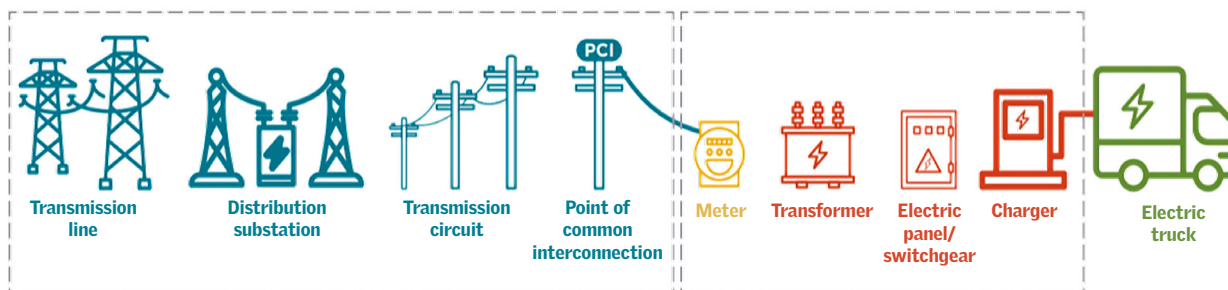 PCI
Transmission
line
Distribution
substation
Transmission
circuit
Point of
common
interconnection
Meter
Transformer
Electric
panel/
switchgear
Charger
Electric
truck